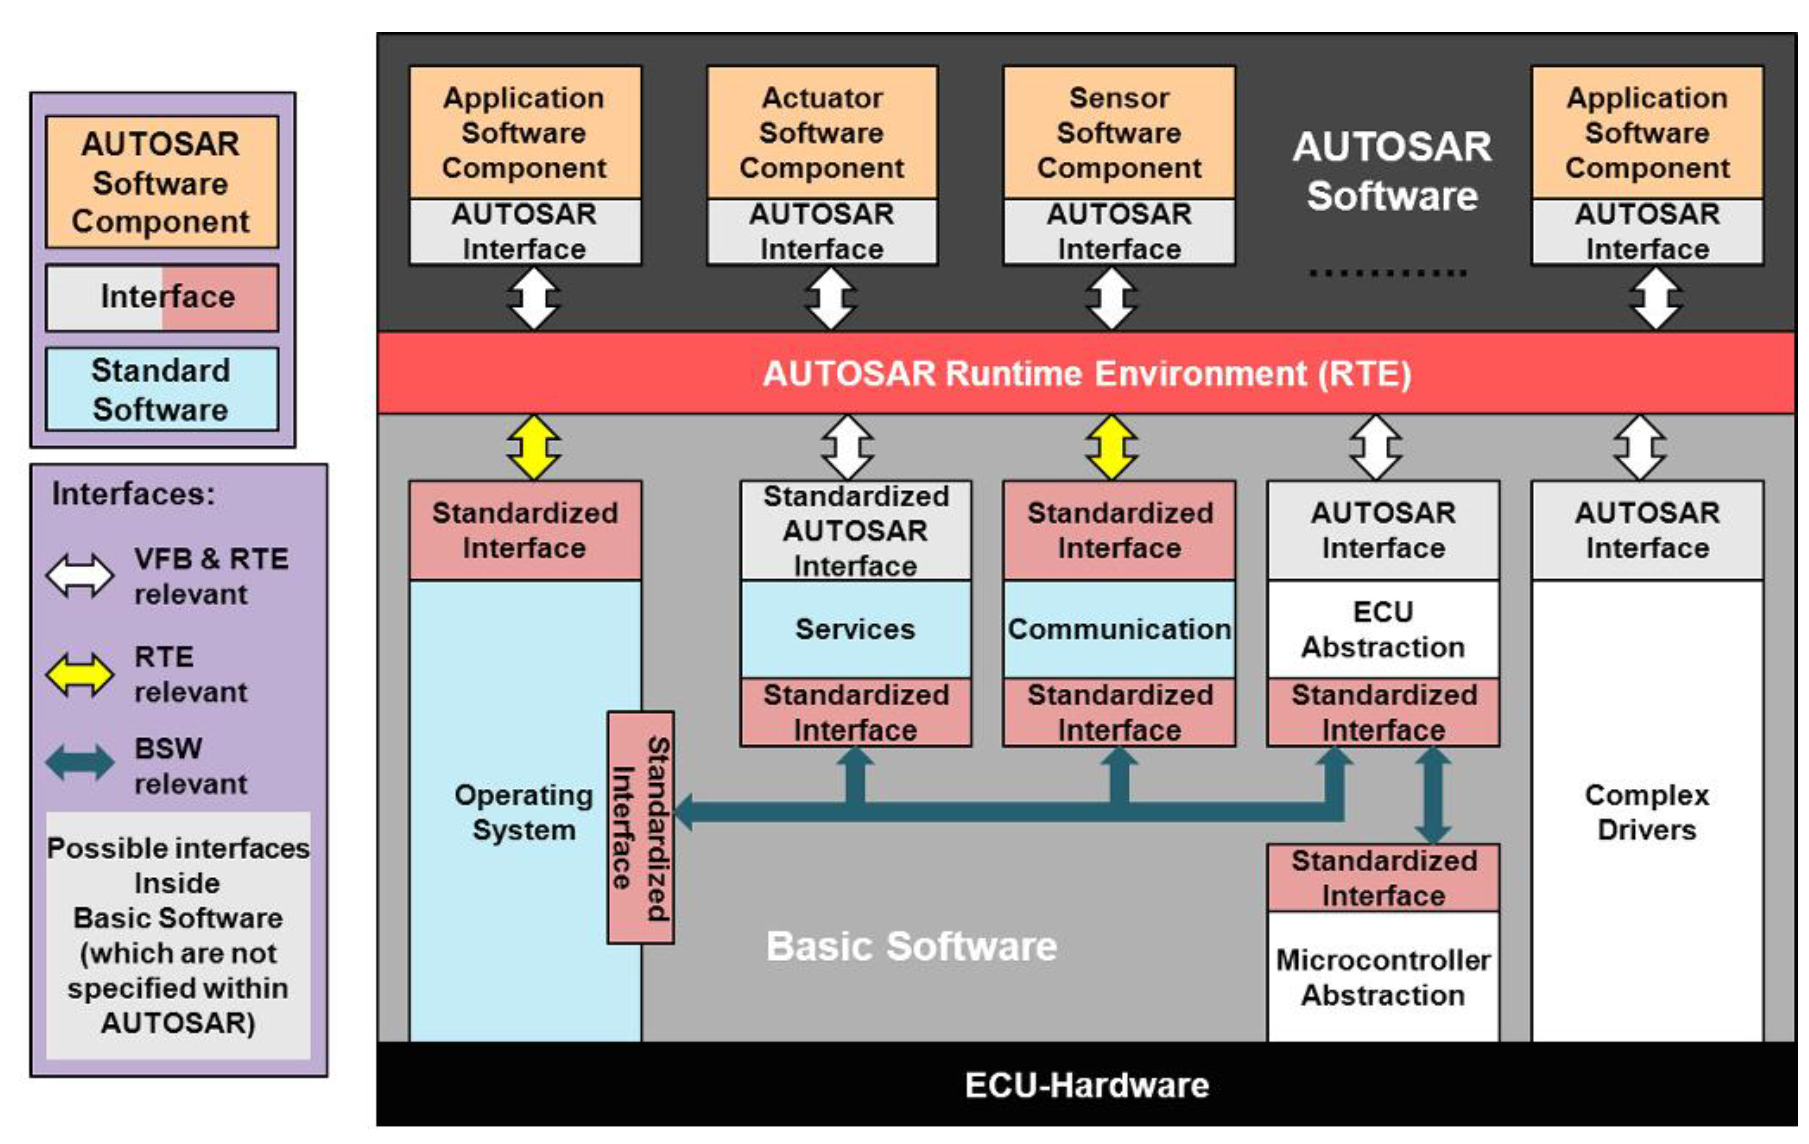 AUTOSAR
Software
Component
Interface
Standard
Software
Interfaces:
VFB & RTE
relevant
RTE
relevant
BSW
relevant
Possible interfaces
Inside
Basic Software
(which are not
specified within
AUTOSAR)
Application
Software
Component
AUTOSAR
Interface
Actuator
Software
Component
AUTOSAR
Interface
Sensor
Software
Component
AUTOSAR
Interface
AUTOSAR
Software
...........
Application
Software
Component
AUTOSAR
Interface
AUTOSAR Runtime Environment (RTE)
Standardized
Interface
Operating
System
Standardized
Interface
Standardized
AUTOSAR
Interface
Services
Standardized
Interface
Standardized
Interface
Communication
Standardized
Interface
AUTOSAR
Interface
ECU
Abstraction
Standardized
Interface
Standardized
Interface
Microcontroller
Abstraction
AUTOSAR
Interface
Complex
Drivers
Basic Software
ECU-Hardware